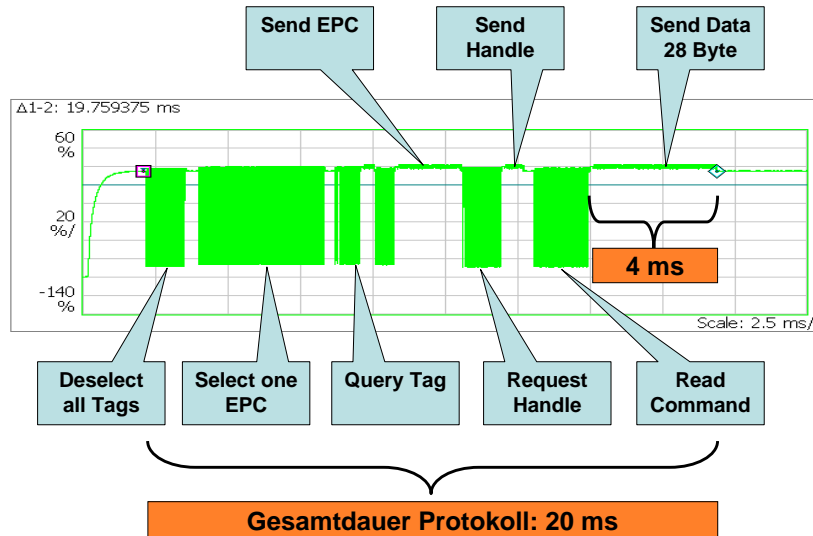 Send EPC
Send
Handle
Send Data
28 Byte
Δ1-2: 19.759375 ms
60
%
20
%/
-140
%
4 ms
Scale: 2.5 ms/
Deselect
all Tags
Select one
EPC
Query Tag
Request
Handle
Read
Command
Gesamtdauer Protokoll: 20 ms